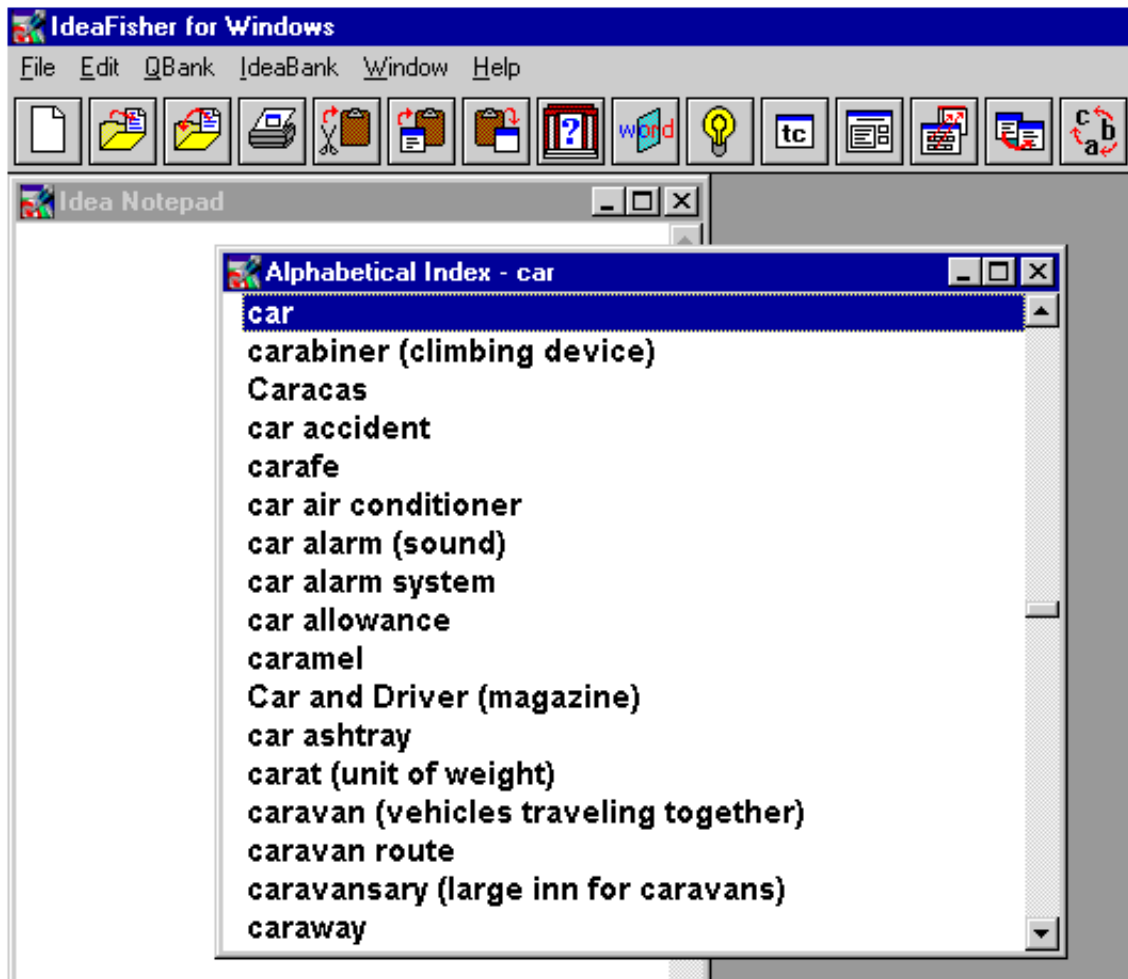 IdeaFisher for Windows
File Edit QBank IdeaBank Window Help
? word tc c b a
Idea Notepad
Alphabetical Index - car
car
carabiner (climbing device)
Caracas
car accident
carafe
car air conditioner
car alarm (sound)
car alarm system
car allowance
caramel
Car and Driver (magazine)
car ashtray
carat (unit of weight)
caravan (vehicles traveling together)
caravan route
caravansary (large inn for caravans)
caraway